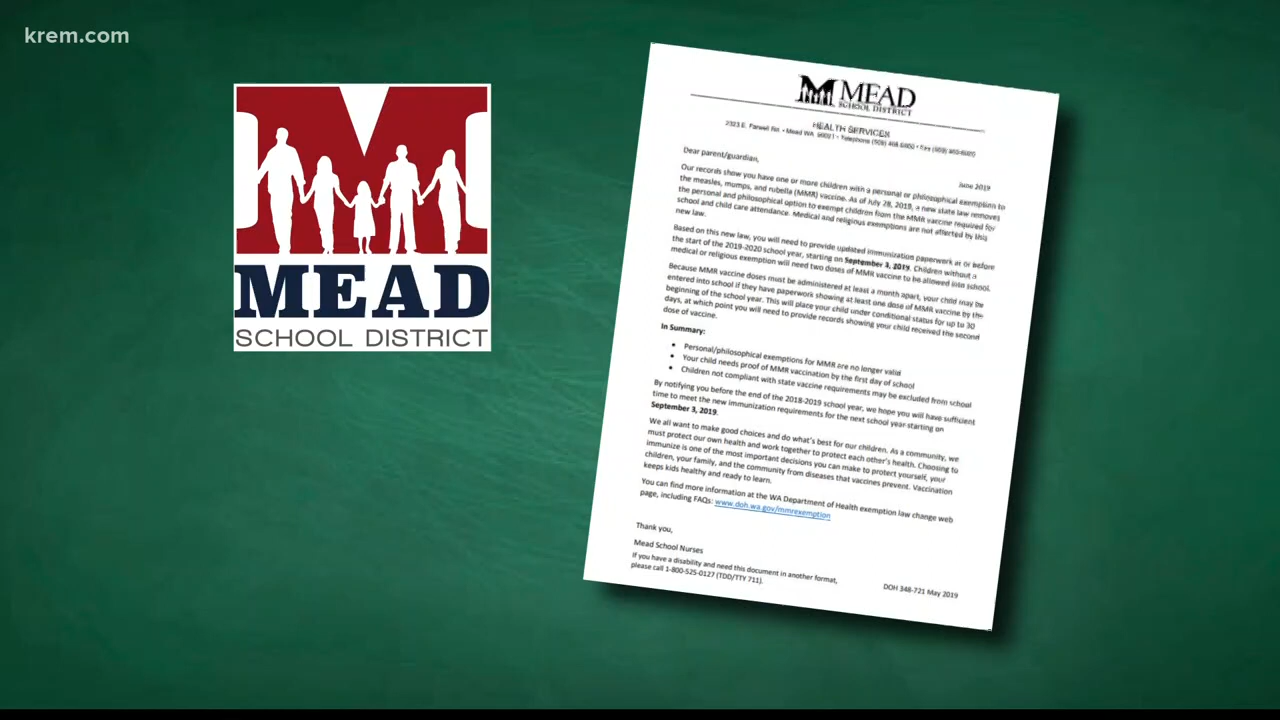 krem.com
MEAD
SCHOOL DISTRICT
MEAD
SCHOOL DISTRICT
HEALTH SERVICES
2323 E. Farwell Rd. • Mead WA • Telephone (509) 465-6000 • Fax (509)
June 2019
Dear parent/guardian,
Our records show you have one or more children with a personal or philosophical exemption to
the measles, mumps, and rubella (MMR) vaccine. As of July 28, 2019, a new state law removes
the personal and philosophical option to exempt children from the MMR vaccine required for
school and child care attendance. Medical and religious exemptions are not affected by this
new law.
Based on this new law, you will need to provide updated immunization paperwork at or before
the start of the 2019-2020 school year, starting on September 3, 2019. Children without a
medical or religious exemption will need two doses of MMR vaccine to be allowed into school.
Because MMR vaccine doses must be administered at least a month apart, your child may be
entered into school if they have paperwork showing at least one dose of MMR vaccine by the
beginning of the school year. This will place your child under conditional status for up to 30
days, at which point you will need to provide records showing your child received the second
dose of vaccine.
In Summary:
• Personal/philosophical exemptions for MMR are no longer valid
• Your child needs proof of MMR vaccination by the first day of school
• Children not compliant with state vaccine requirements may be excluded from school
By notifying you before the end of the 2018-2019 school year, we hope you will have sufficient
time to meet the new immunization requirements for the next school year starting on
September 3, 2019.
We all want to make good choices and do what's best for our children. As a community, we
must protect our own health and work together to protect each other's health. Choosing to
immunize is one of the most important decisions you can make to protect yourself, your
children, your family, and the community from diseases that vaccines prevent. Vaccination
keeps kids healthy and ready to learn.
You can find more information at the WA Department of Health exemption law change web
page, including FAQs: www.doh.wa.gov/mmrexemption
Thank you,
Mead School Nurses
If you have a disability and need this document in another format,
please call 1-800-525-0127 (TDD/TTY 711).
DOH 348-721 May 2019